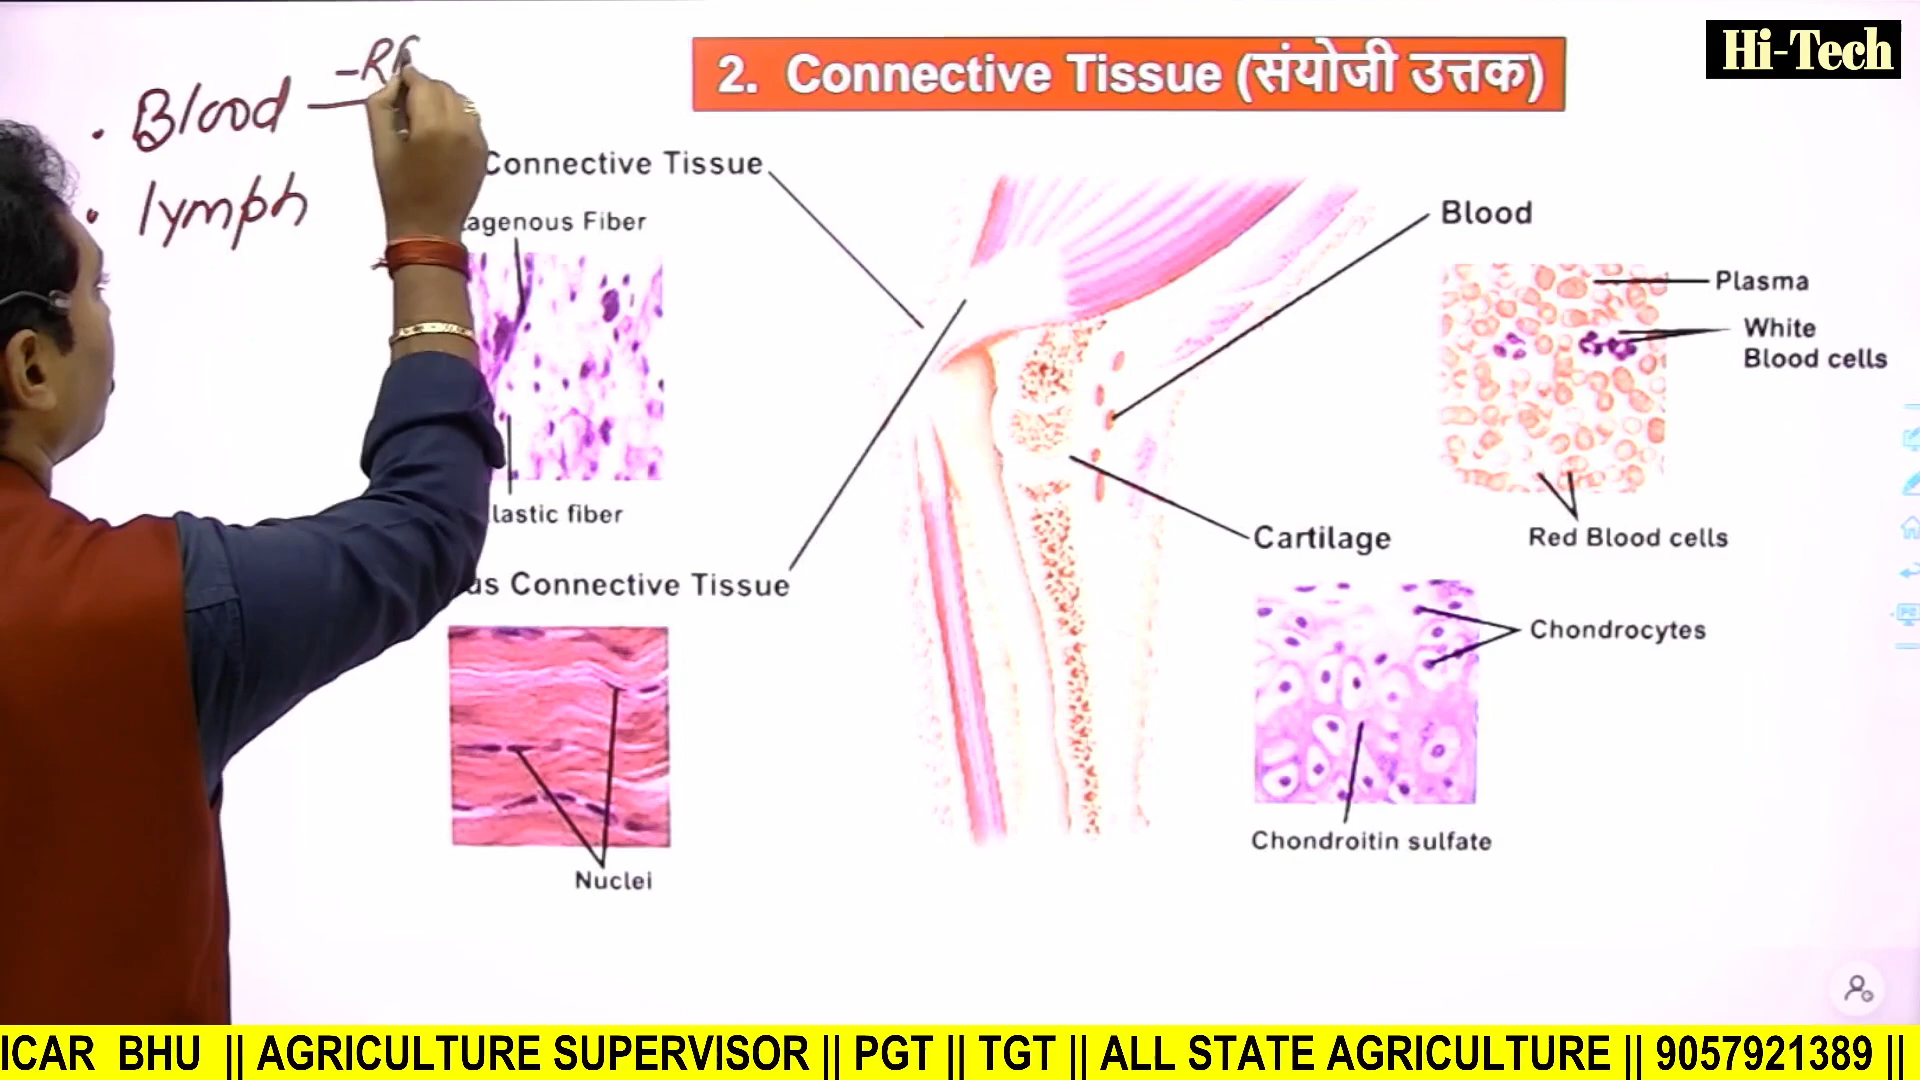 Hi-Tech
2. Connective Tissue (संयोजी उत्तक)
. Blood
. lymph
Connective Tissue
agenous Fiber
lastic fiber
us Connective Tissue
Nuclei
Blood
Plasma
White
Blood cells
Red Blood cells
Cartilage
Chondrocytes
Chondroitin sulfate
ICAR BHU || AGRICULTURE SUPERVISOR || PGT || TGT || ALL STATE AGRICULTURE || 9057921389 ||